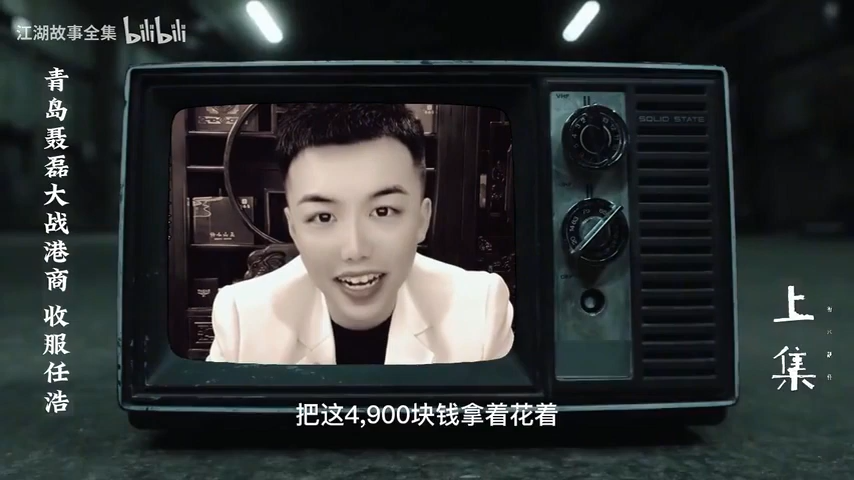 江湖故事全集 bilibili
青岛聂磊大战港商 收服任浩
VHF
SOLID STATE
上集
把这4,900块钱拿着花着